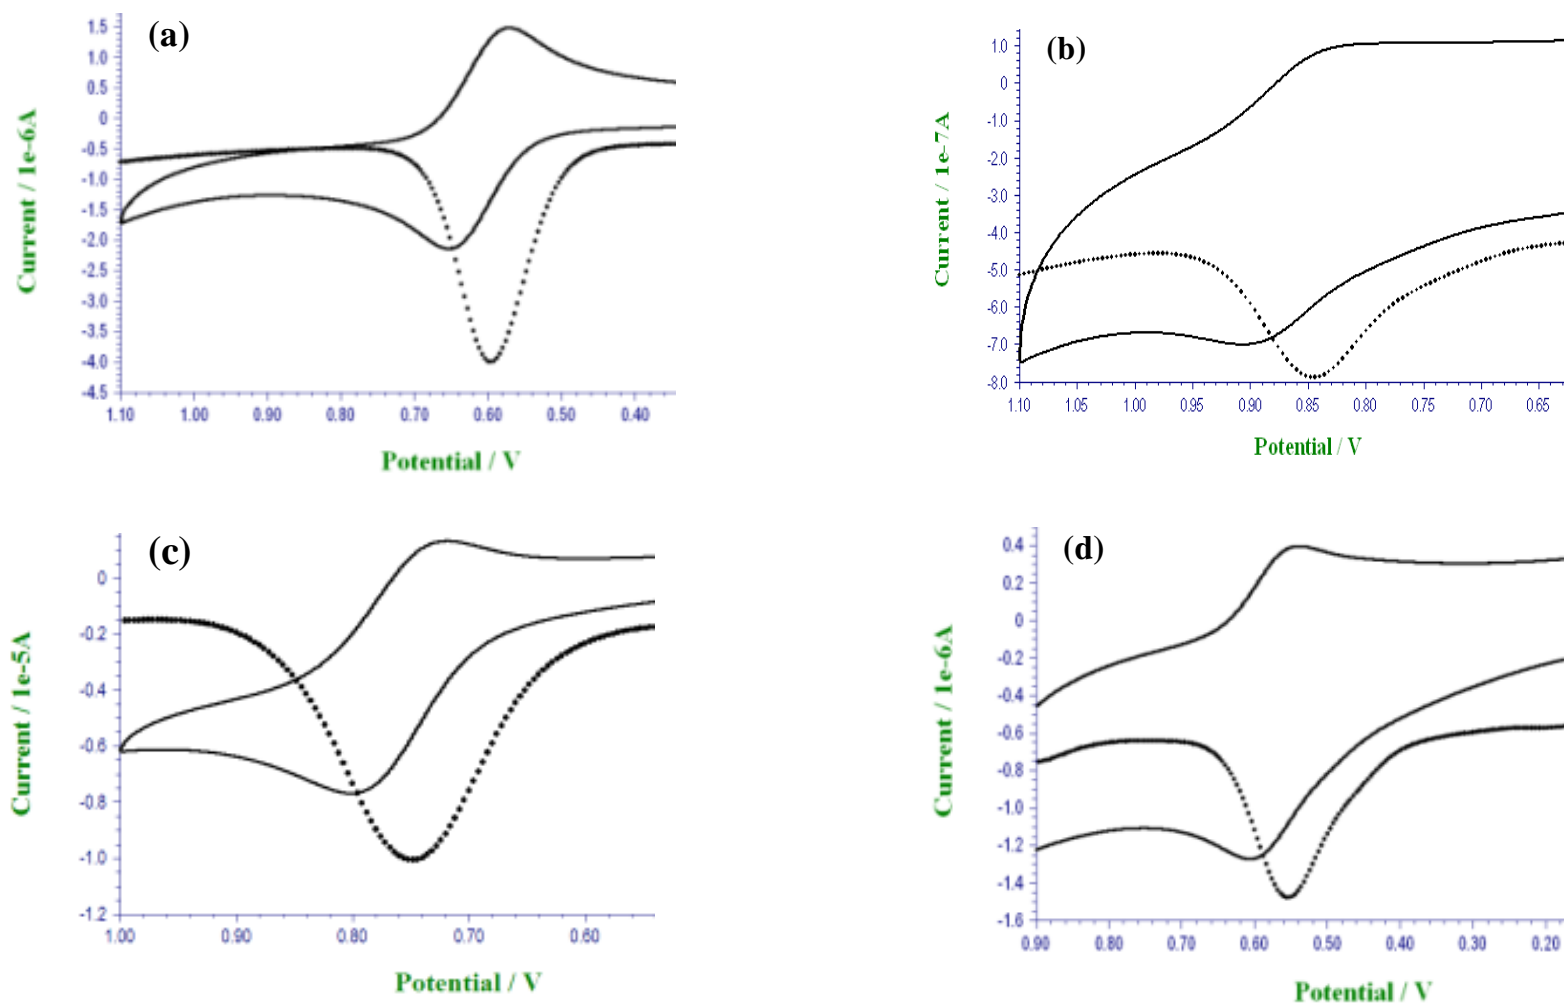 (a)
Current / 1e-6A
1.5
1.0
0.5
0
-0.5
-1.0
-1.5
-2.0
-2.5
-3.0
-3.5
-4.0
-4.5
1.10 1.00 0.90 0.80 0.70 0.60 0.50 0.40
Potential / V
(b)
Current / 1e-7A
1.0
0
-1.0
-2.0
-3.0
-4.0
-5.0
-6.0
-7.0
-8.0
1.10 1.05 1.00 0.95 0.90 0.85 0.80 0.75 0.70 0.65
Potential / V
(c)
Current / 1e-5A
0
-0.2
-0.4
-0.6
-0.8
-1.0
-1.2
1.00 0.90 0.80 0.70 0.60
Potential / V
(d)
Current / 1e-6A
0.4
0.2
0
-0.2
-0.4
-0.6
-0.8
-1.0
-1.2
-1.4
-1.6
0.90 0.80 0.70 0.60 0.50 0.40 0.30 0.20
Potential / V